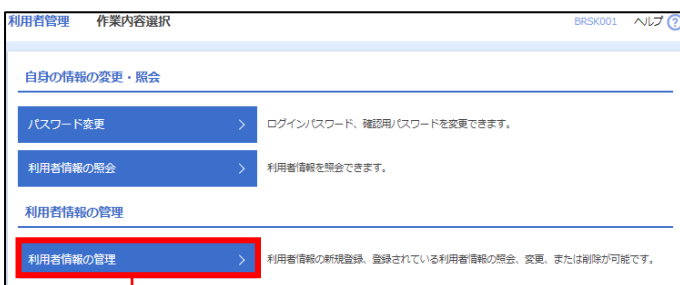 利用者管理 作業内容選択 BRSK001 ヘルプ ?
自身の情報の変更・照会
パスワード変更 > ログインパスワード、確認用パスワードを変更できます。
利用者情報の照会 > 利用者情報を照会できます。
利用者情報の管理
利用者情報の管理 > 利用者情報の新規登録、登録されている利用者情報の照会、変更、または削除が可能です。